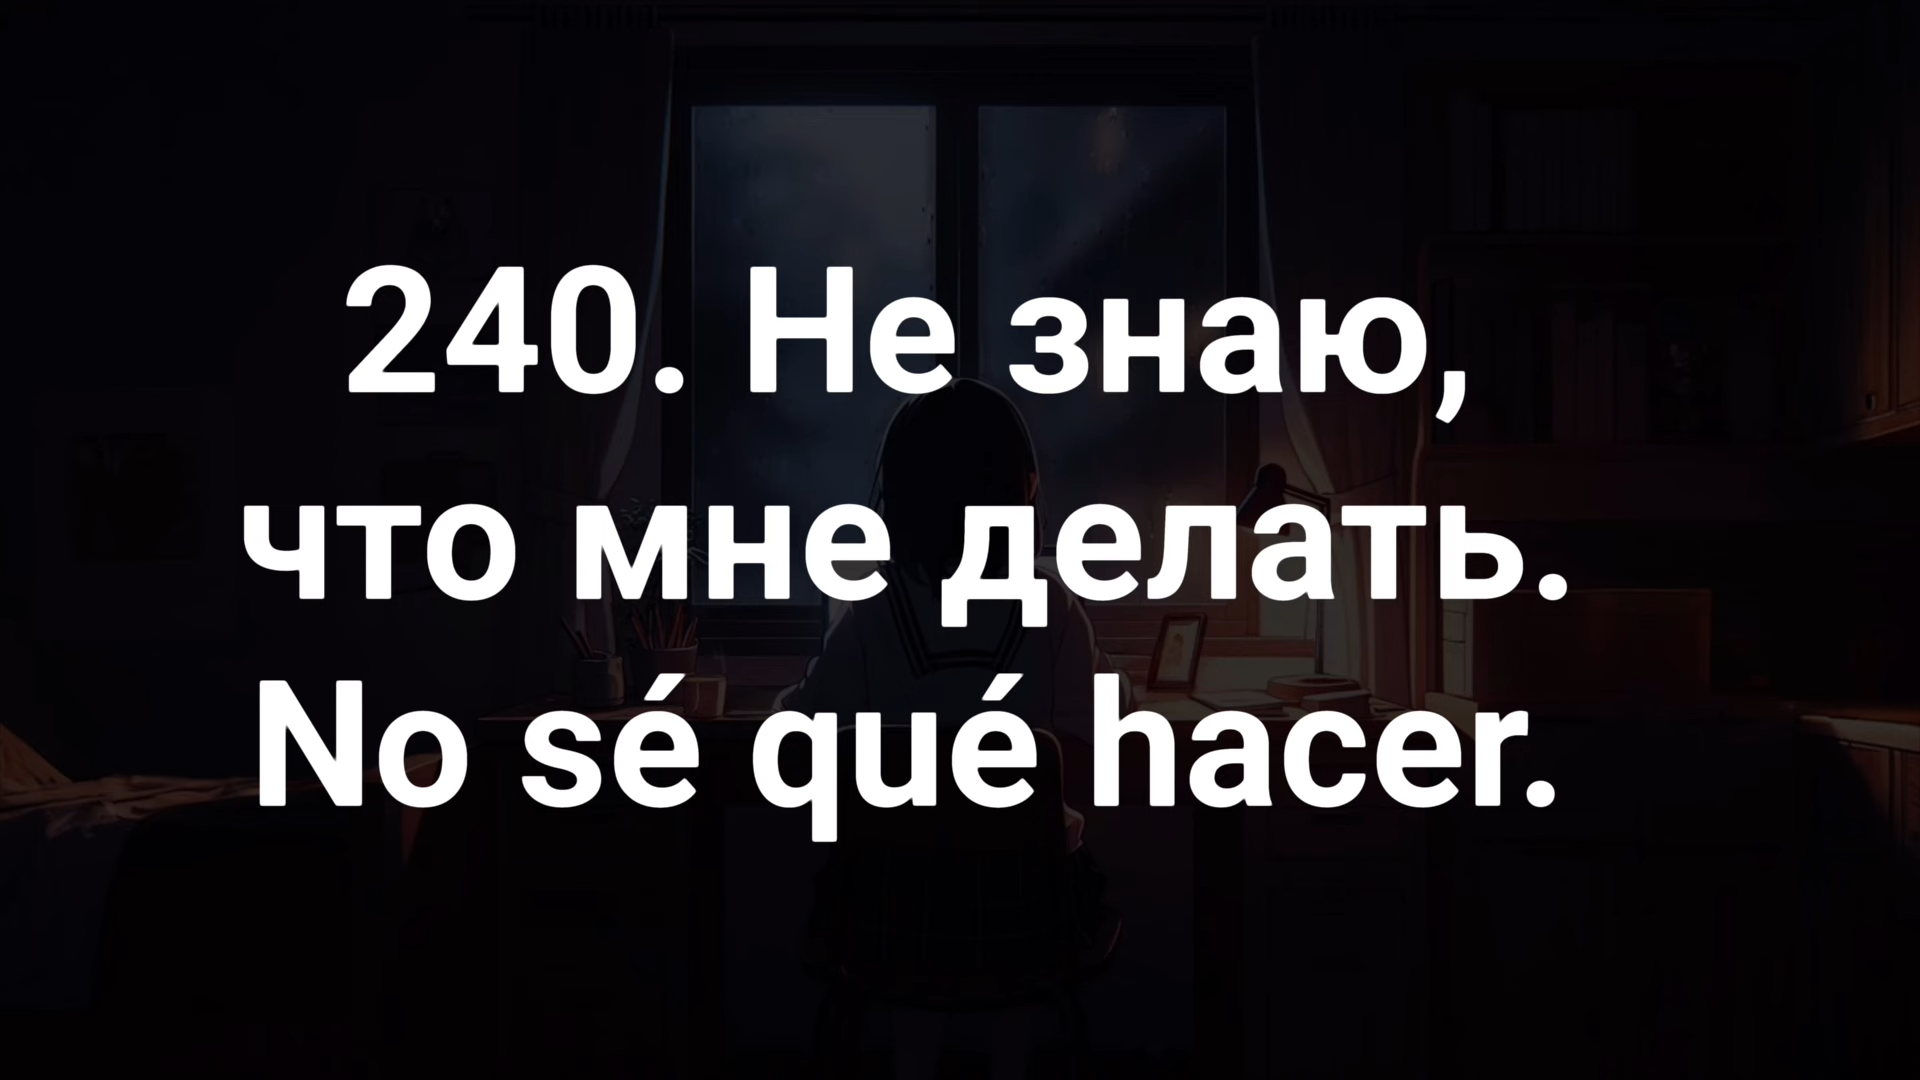 240. Не знаю,
что мне делать.
No sé qué hacer.